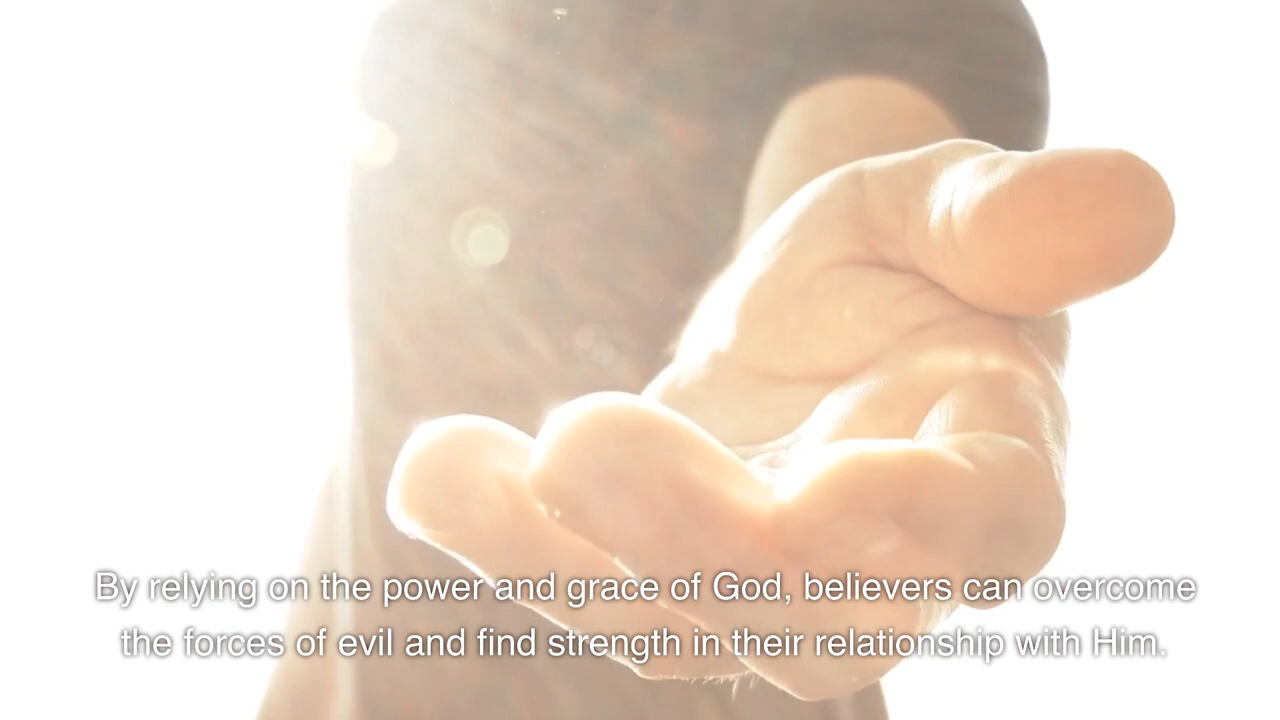 By relying on the power and grace of God, believers can overcome
the forces of evil and find strength in their relationship with Him.